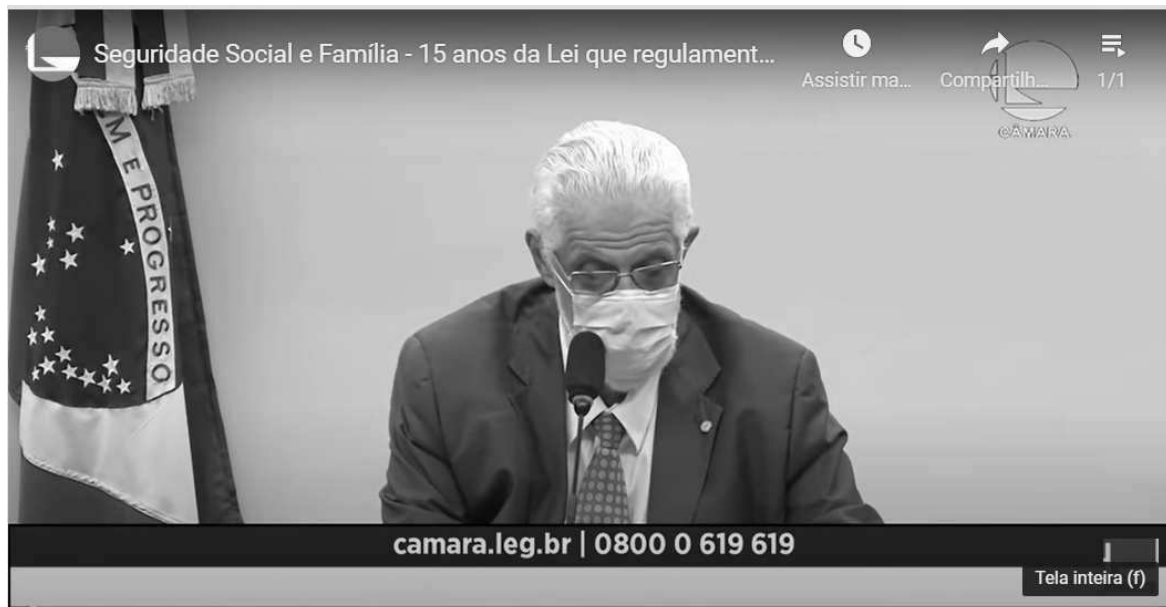 Seguridade Social e Família - 15 anos da Lei que regulament...
Assistir ma...
Compartilh...
1/1
CÂMARA
M E PROGRESSO
camara.leg.br | 0800 0 619 619
Tela inteira (f)